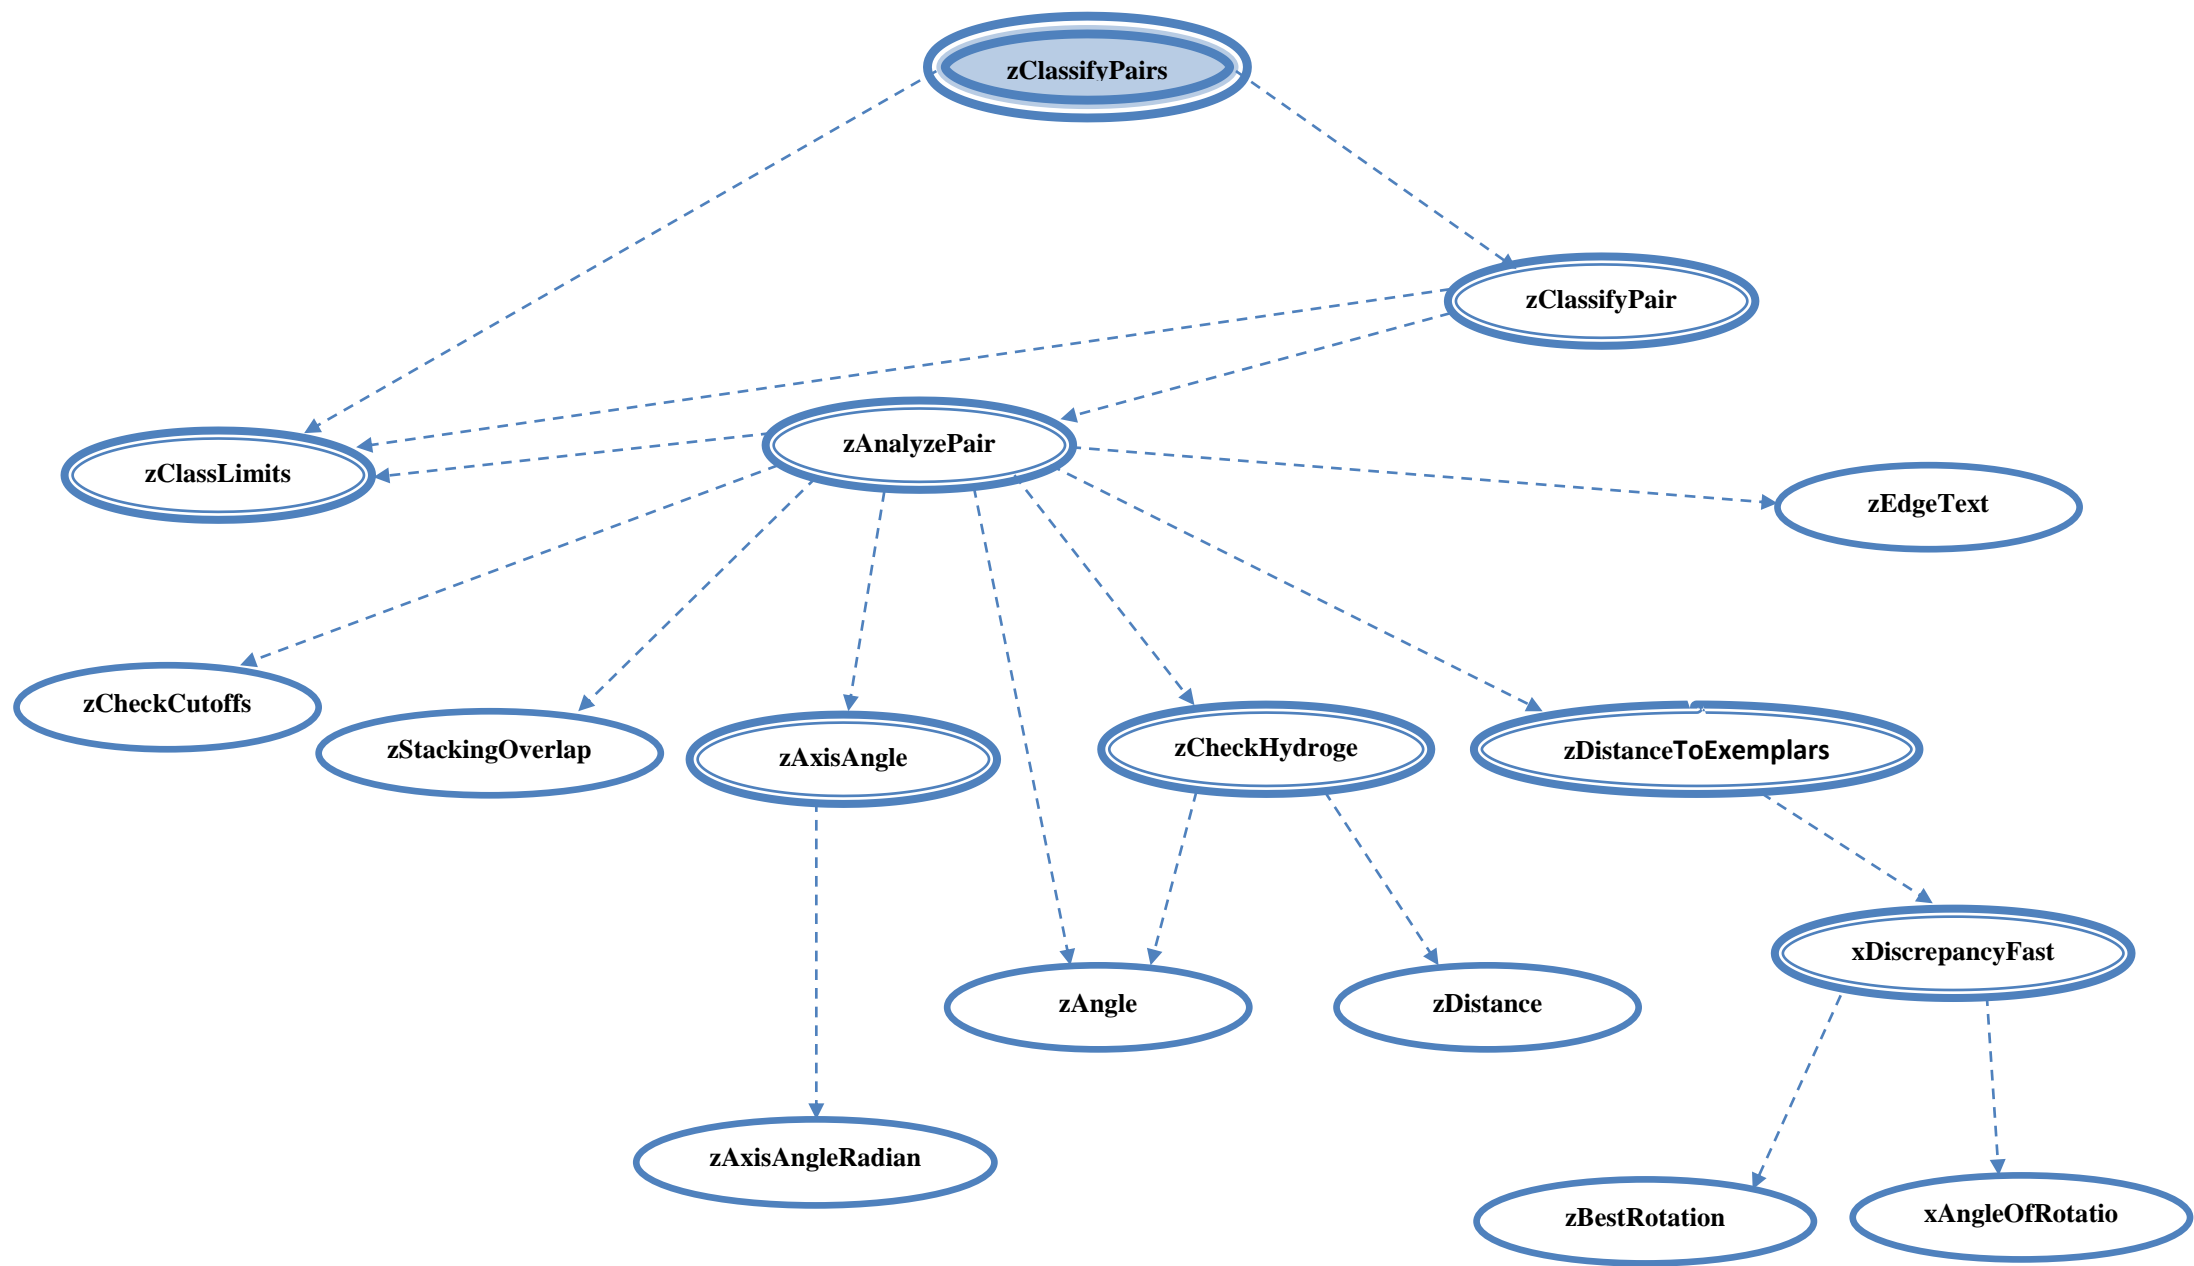 zClassifyPairs
zClassifyPair
zAnalyzePair
zClassLimits
zEdgeText
zCheckCutoffs
zStackingOverlap
zAxisAngle
zCheckHydroge
zDistanceToExemplars
xDiscrepancyFast
zAngle
zDistance
zAxisAngleRadian
zBestRotation
xAngleOfRotatio